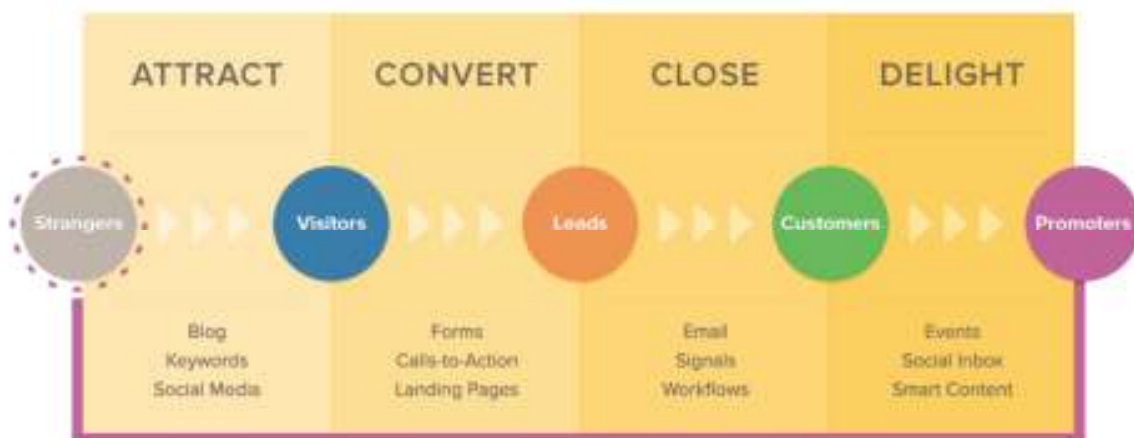 ATTRACT
CONVERT
CLOSE
DELIGHT
Strangers
Visitors
Leads
Customers
Promoters
Blog
Keywords
Social Media
Forms
Calls-to-Action
Landing Pages
Email
Signals
Workflows
Events
Social Inbox
Smart Content